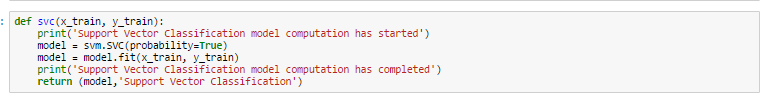 : def svc(x_train, y_train):
    print('Support Vector Classification model computation has started')
    model = svm.SVC(probability=True)
    model = model.fit(x_train, y_train)
    print('Support Vector Classification model computation has completed')
    return (model,'Support Vector Classification')